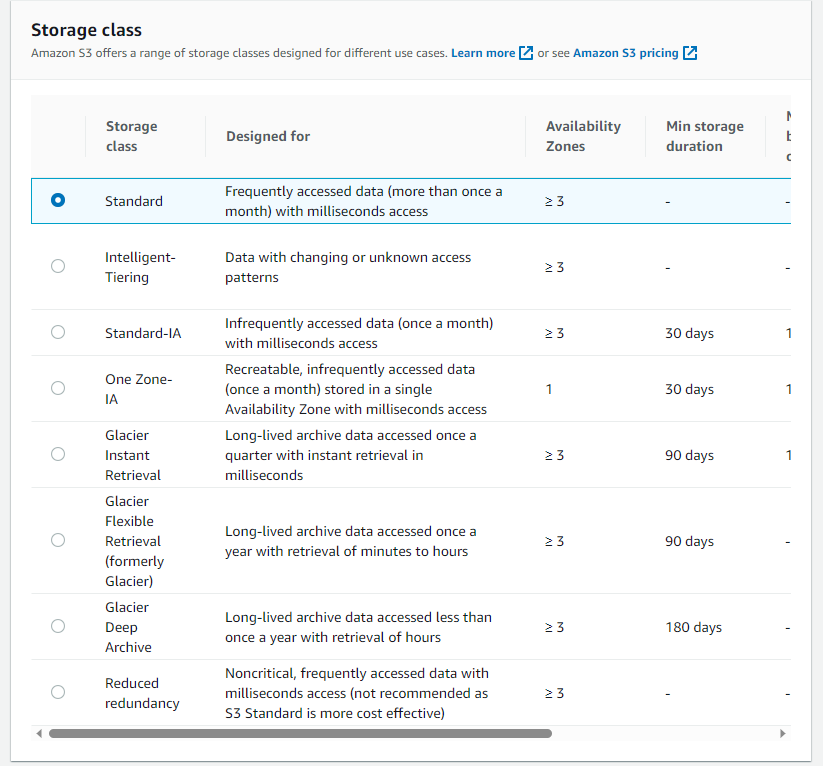 Storage class
Amazon S3 offers a range of storage classes designed for different use cases. Learn more or see Amazon S3 pricing
Storage
class
Designed for
Availability
Zones
Min storage
duration
Standard
Frequently accessed data (more than once a
month) with milliseconds access
≥ 3
-
-
Intelligent-
Tiering
Data with changing or unknown access
patterns
≥ 3
-
-
Standard-IA
Infrequently accessed data (once a month)
with milliseconds access
≥ 3
30 days
One Zone-
IA
Recreatable, infrequently accessed data
(once a month) stored in a single
Availability Zone with milliseconds access
1
30 days
Glacier
Instant
Retrieval
Long-lived archive data accessed once a
quarter with instant retrieval in
milliseconds
≥ 3
90 days
Glacier
Flexible
Retrieval
(formerly
Glacier)
Long-lived archive data accessed once a
year with retrieval of minutes to hours
≥ 3
90 days
-
Glacier
Deep
Archive
Long-lived archive data accessed less than
once a year with retrieval of hours
≥ 3
180 days
-
Reduced
redundancy
Noncritical, frequently accessed data with
milliseconds access (not recommended as
S3 Standard is more cost effective)
≥ 3
-
-